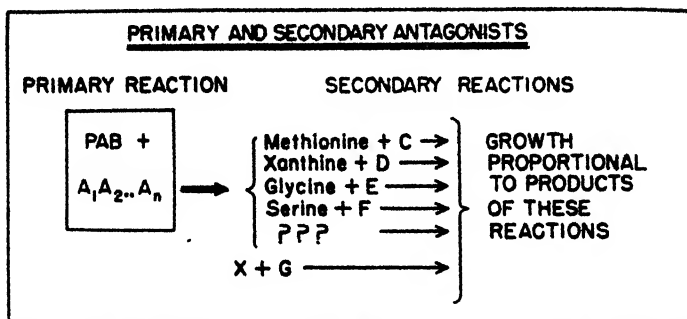 PRIMARY AND SECONDARY ANTAGONISTS
PRIMARY REACTION
SECONDARY REACTIONS
PAB +
A₁A₂..Aₙ
Methionine + C
Xanthine + D
Glycine + E
Serine + F
? ? ?
X + G
GROWTH
PROPORTIONAL
TO PRODUCTS
OF THESE
REACTIONS